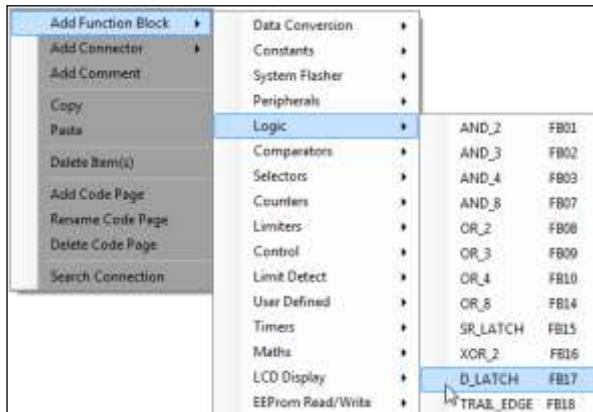 Add Function Block
Add Connector
Add Comment
Copy
Paste
Delete Item(s)
Add Code Page
Rename Code Page
Delete Code Page
Search Connection
Data Conversion
Constants
System Flasher
Peripherals
Logic
Comparators
Selectors
Counters
Limiters
Control
Limit Detect
User Defined
Timers
Maths
LCD Display
EEProm Read/Write
AND_2 FB01
AND_3 FB02
AND_4 FB03
AND_8 FB07
OR_2 FB08
OR_3 FB09
OR_4 FB10
OR_8 FB14
SR_LATCH FB15
XOR_2 FB16
D_LATCH FB17
TRAIL_EDGE FB18